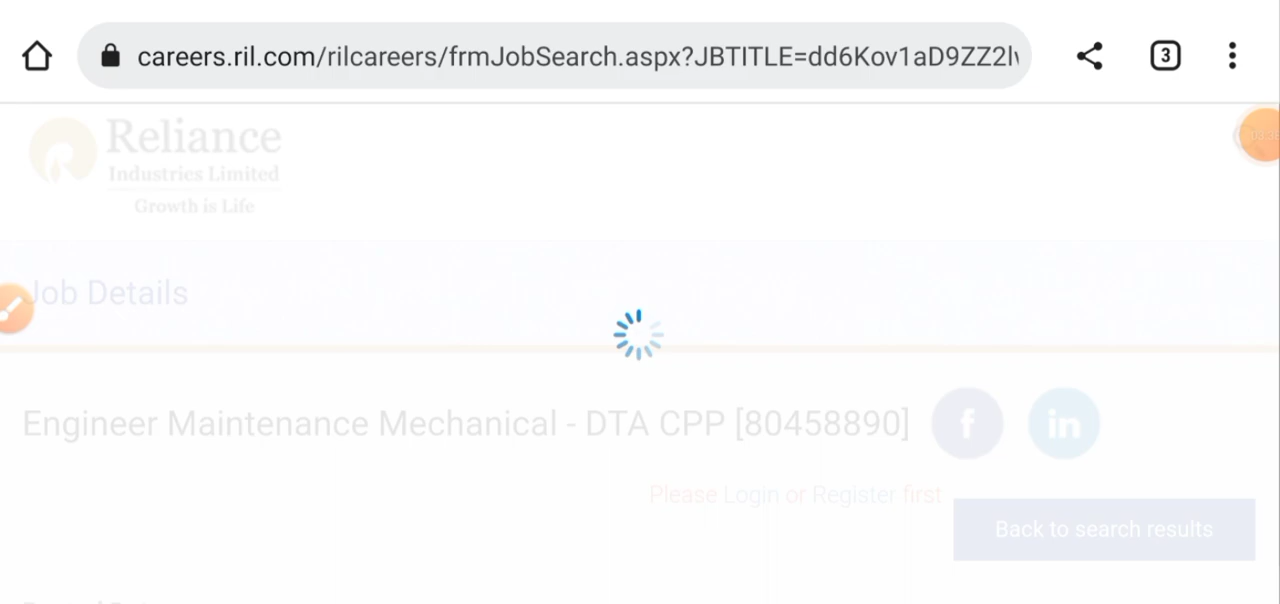 careers.ril.com/rilcareers/frmJobSearch.aspx?JBTITLE=dd6Kov1aD9ZZ2l
3
Reliance
Industries Limited
Growth is Life
Job Details
Engineer Maintenance Mechanical - DTA CPP [80458890]
f
in
Please Login or Register first
Back to search results